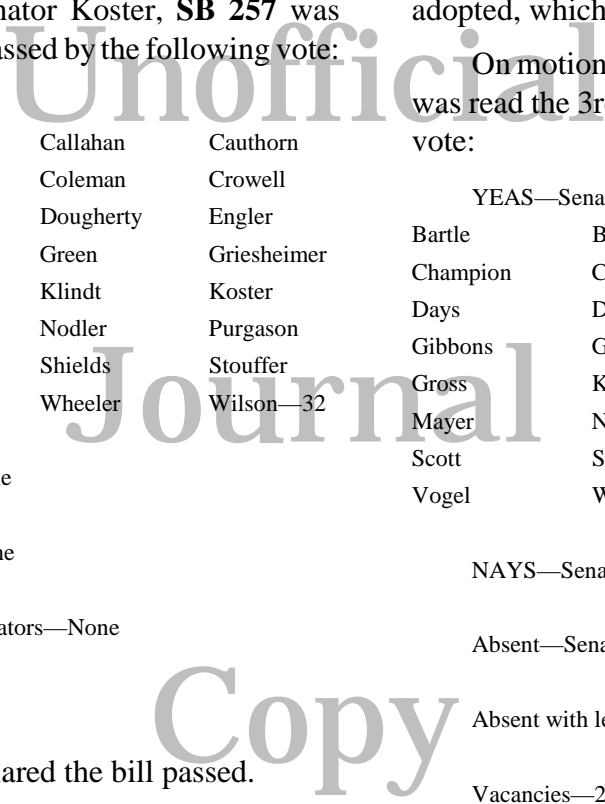 nator Koster, SB 257 was
assed by the following vote:
Callahan Cauthorn
Coleman Crowell
Dougherty Engler
Green Griesheimer
Klindt Koster
Nodler Purgason
Shields Stouffer
Wheeler Wilson—32
e
ne
ators—None
ared the bill passed.
adopted, which
On motion
was read the 3r
vote:
YEAS—Sena
Bartle B
Champion C
Days D
Gibbons G
Gross K
Mayer N
Scott S
Vogel W
NAYS—Sena
Absent—Sena
Absent with le
Vacancies—2
Unofficial
Journal
Copy